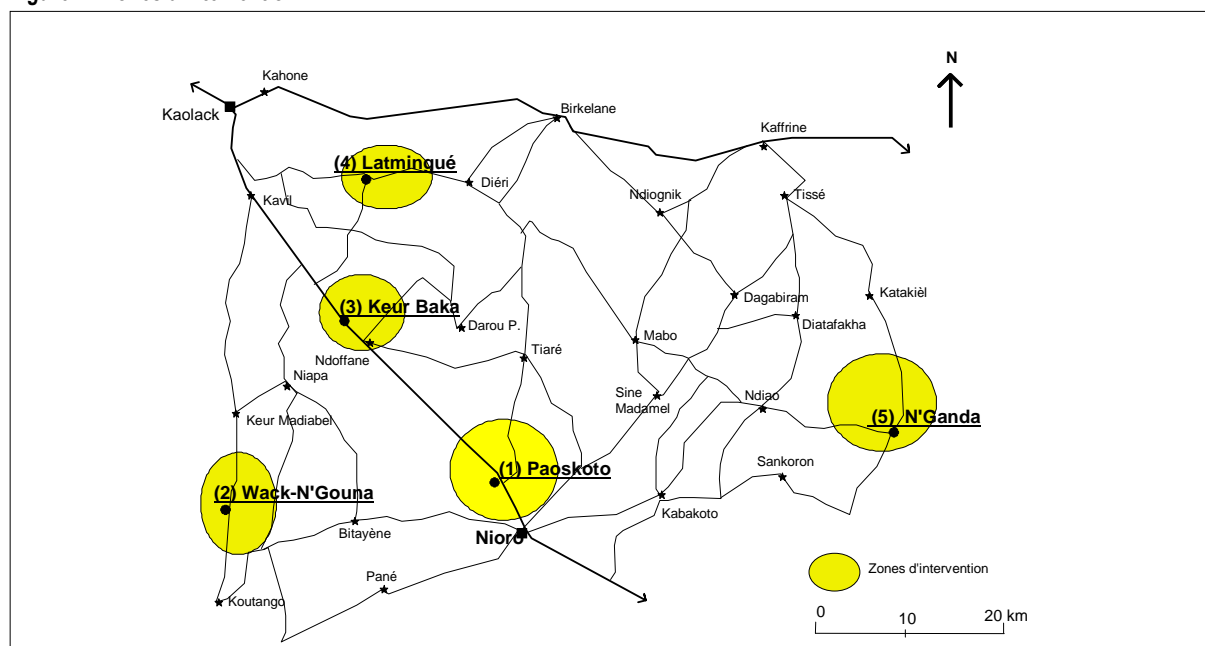 N
Kahone
Kaolack
Birkelane
Kaffrine
(4) Latminqué
Diéri
Tissé
Kavil
Ndiognik
Katakièl
Dagabiram
(3) Keur Baka
Darou P.
Diatafakha
Mabo
Ndoffane
Tiaré
Niapa
Sine
Madamel
Ndiao
Keur Madiabel
(5) N'Ganda
Sankoron
(1) Paoskoto
(2) Wack-N'Gouna
Kabakoto
Bitayène
Nioro
Zones d'intervention
Pané
Koutango
0
10
20 km